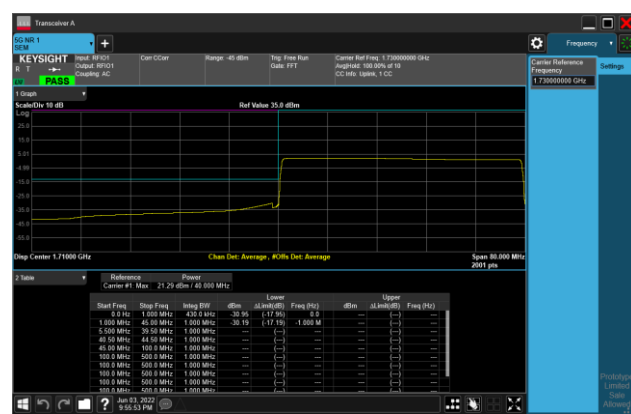 Transceiver A
5G NR 1
SEM
Frequency
KEYSIGHT
Input: RFIO1
Output: RFIO1
Coupling: AC
Corr CCorr
Range: -45 dBm
Trig: Free Run
Gate: FFT
Carrier Ref Freq: 1.730000000 GHz
Avg|Hold: 100.00% of 10
CC Info: Uplink, 1 CC
R T
PASS
Carrier Reference
Frequency
1.730000000 GHz
Settings
1 Graph
Scale/Div 10 dB
Ref Value 35.0 dBm
Log
25.0
15.0
5.01
-4.99
-15.0
-25.0
-35.0
-45.0
-55.0
Disp Center 1.71000 GHz
Chan Det: Average , #Offs Det: Average
Span 80.000 MHz
2001 pts
2 Table
Reference Power
Carrier #1 Max 21.29 dBm / 40.000 MHz
Lower Upper
Start Freq Stop Freq Integ BW dBm ΔLimit(dB) Freq (Hz) dBm ΔLimit(dB) Freq (Hz)
0.0 Hz 1.000 MHz 430.0 kHz -30.95 (-17.95) 0.0 --- (---) ---
1.000 MHz 45.00 MHz 1.000 MHz -30.19 (-17.19) -1.000 M --- (---) ---
5.500 MHz 39.50 MHz 1.000 MHz --- (---) --- --- (---) ---
40.50 MHz 44.50 MHz 1.000 MHz --- (---) --- --- (---) ---
45.00 MHz 100.0 MHz 1.000 MHz --- (---) --- --- (---) ---
100.0 MHz 500.0 MHz 1.000 MHz --- (---) --- --- (---) ---
100.0 MHz 500.0 MHz 1.000 MHz --- (---) --- --- (---) ---
100.0 MHz 500.0 MHz 1.000 MHz --- (---) --- --- (---) ---
100.0 MHz 500.0 MHz 1.000 MHz --- (---) --- --- (---) ---
Prototype
Limited
Sale
Allowed
Jun 03, 2022
9:55:53 PM